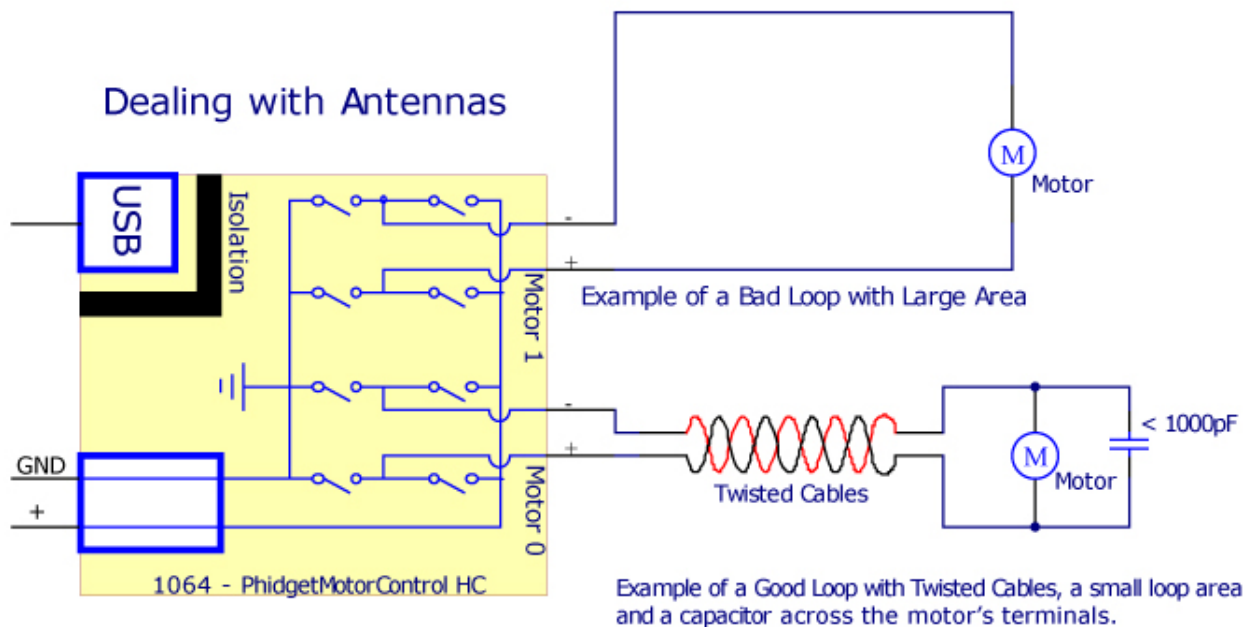 Dealing with Antennas
USB
Isolation
-
+
Motor 1
M
Motor
Example of a Bad Loop with Large Area
-
+
Motor 0
Twisted Cables
M
Motor
< 1000pF
GND
+
1064 - PhidgetMotorControl HC
Example of a Good Loop with Twisted Cables, a small loop area
and a capacitor across the motor's terminals.